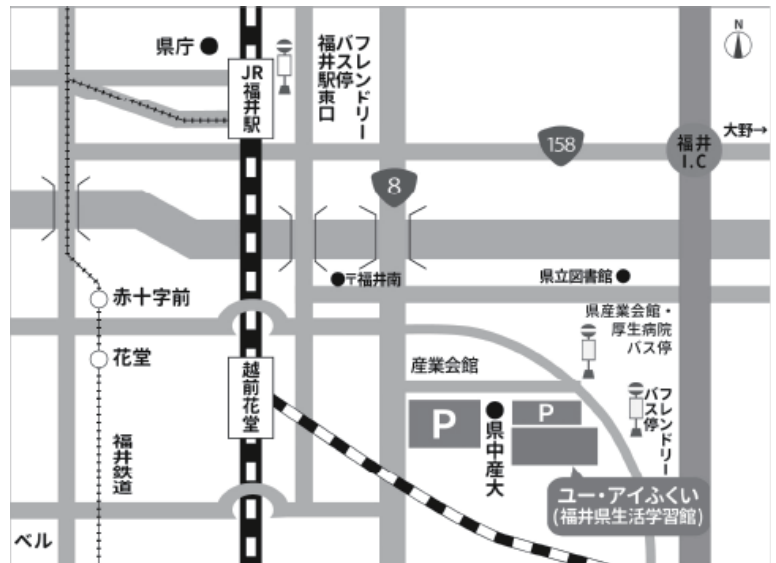 県庁
JR
福井駅
フレンドリー
バス停
福井駅東口
N
大野→
158
福井
I.C
8
〒福井南
県立図書館
赤十字前
県産業会館・
厚生病院
バス停
花堂
越前花堂
産業会館
フレンドリー
バス停
P
県中産大
P
福井鉄道
ユー・アイふくい
(福井県生活学習館)
ベル